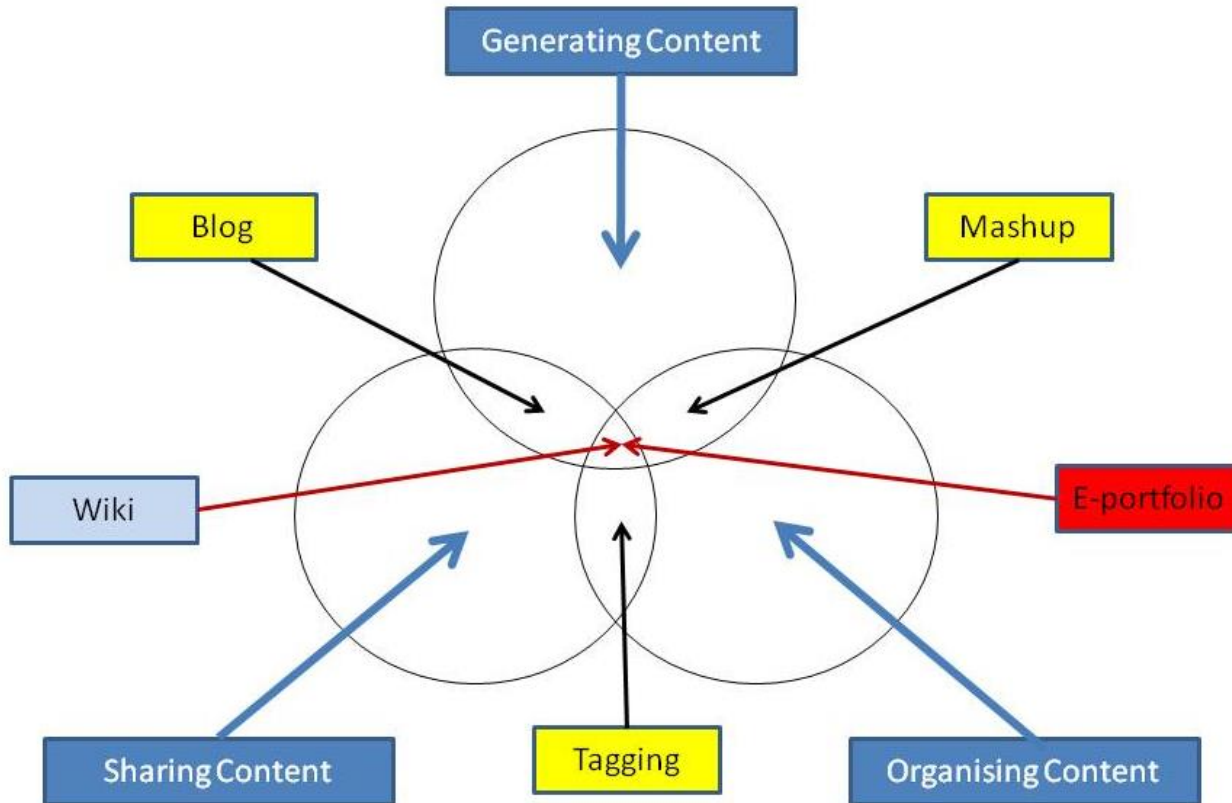 Generating Content
Blog
Mashup
Wiki
E-portfolio
Sharing Content
Tagging
Organising Content